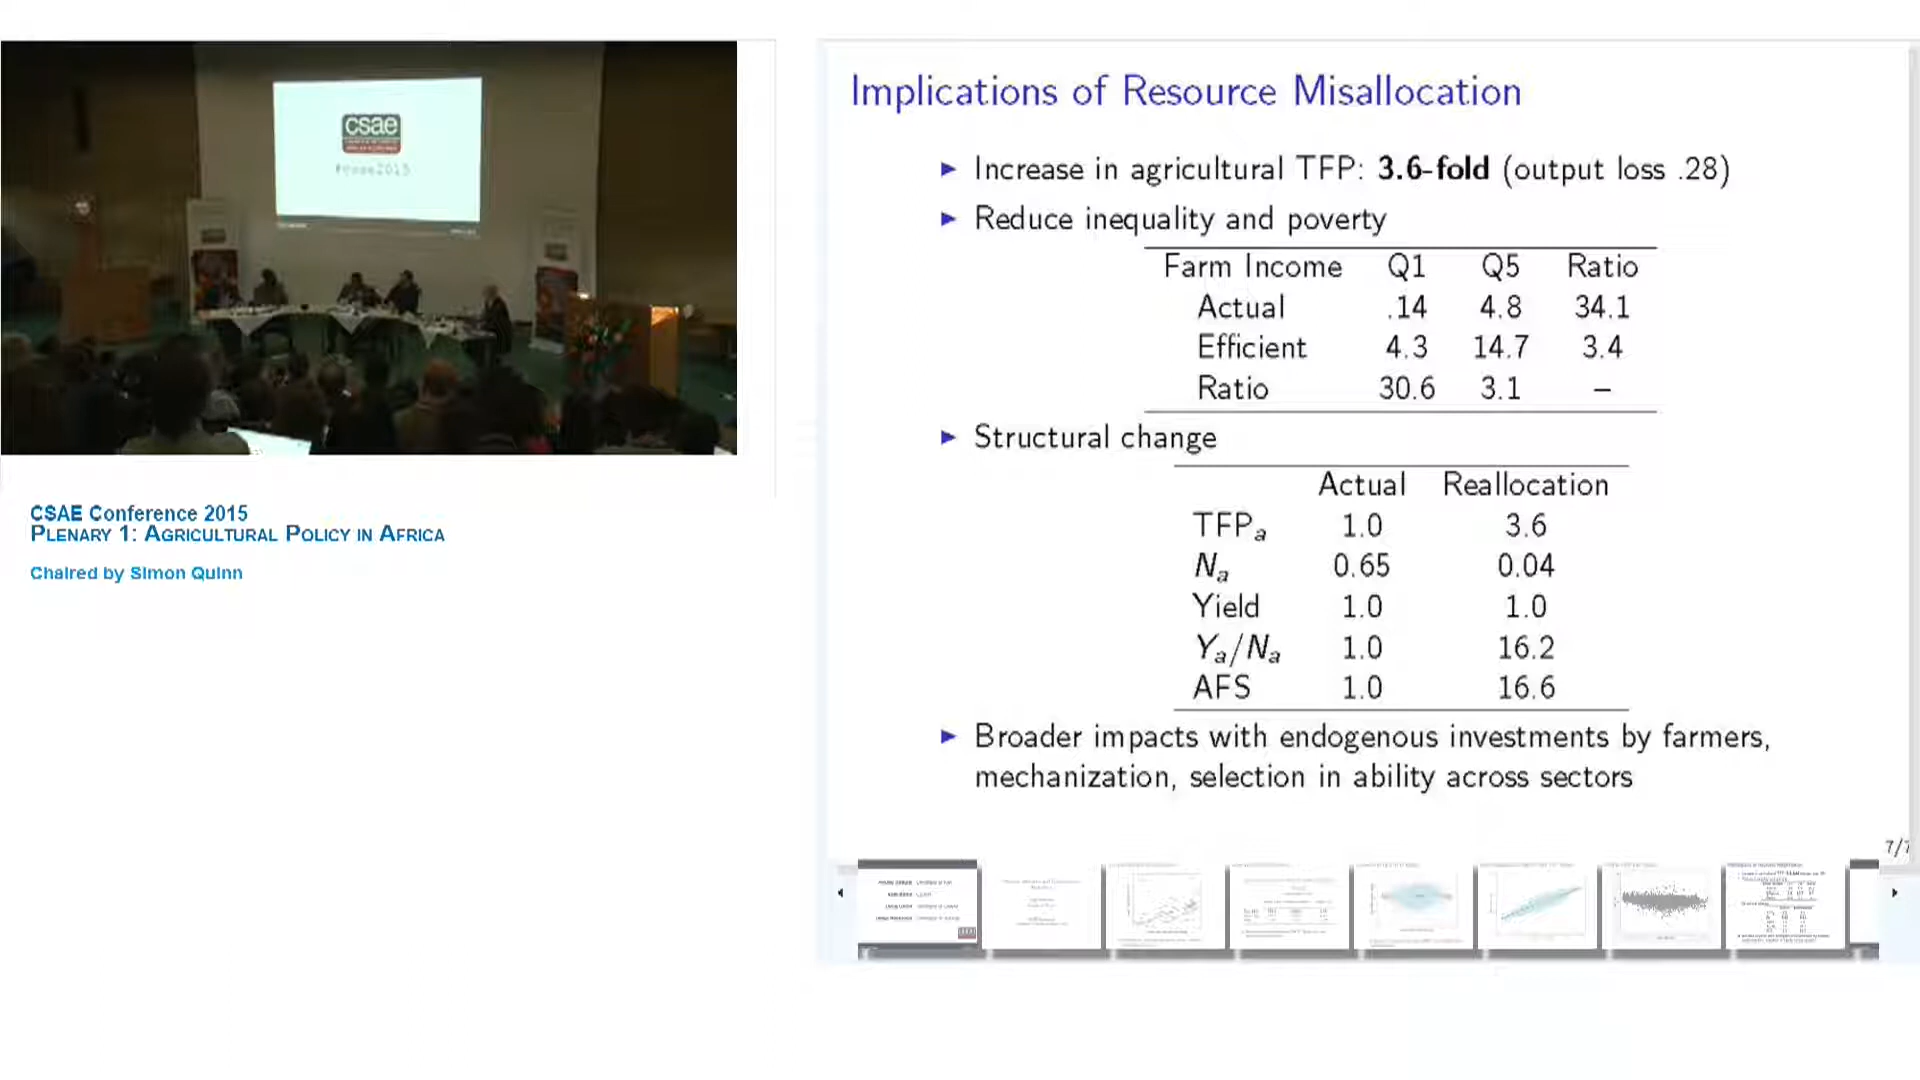 csae
#csae2015
CSAE Conference 2015
PLENARY 1: AGRICULTURAL POLICY IN AFRICA
Chaired by Simon Quinn
Implications of Resource Misallocation
► Increase in agricultural TFP: 3.6-fold (output loss .28)
► Reduce inequality and poverty
Farm Income Q1 Q5 Ratio
Actual .14 4.8 34.1
Efficient 4.3 14.7 3.4
Ratio 30.6 3.1 –
► Structural change
Actual Reallocation
TFPa 1.0 3.6
Na 0.65 0.04
Yield 1.0 1.0
Ya/Na 1.0 16.2
AFS 1.0 16.6
► Broader impacts with endogenous investments by farmers,
mechanization, selection in ability across sectors
7/7